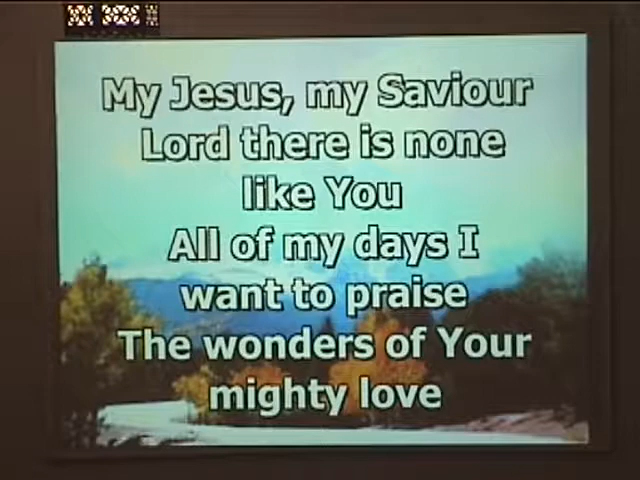 My Jesus, my Saviour
Lord there is none
like You
All of my days I
want to praise
The wonders of Your
mighty love